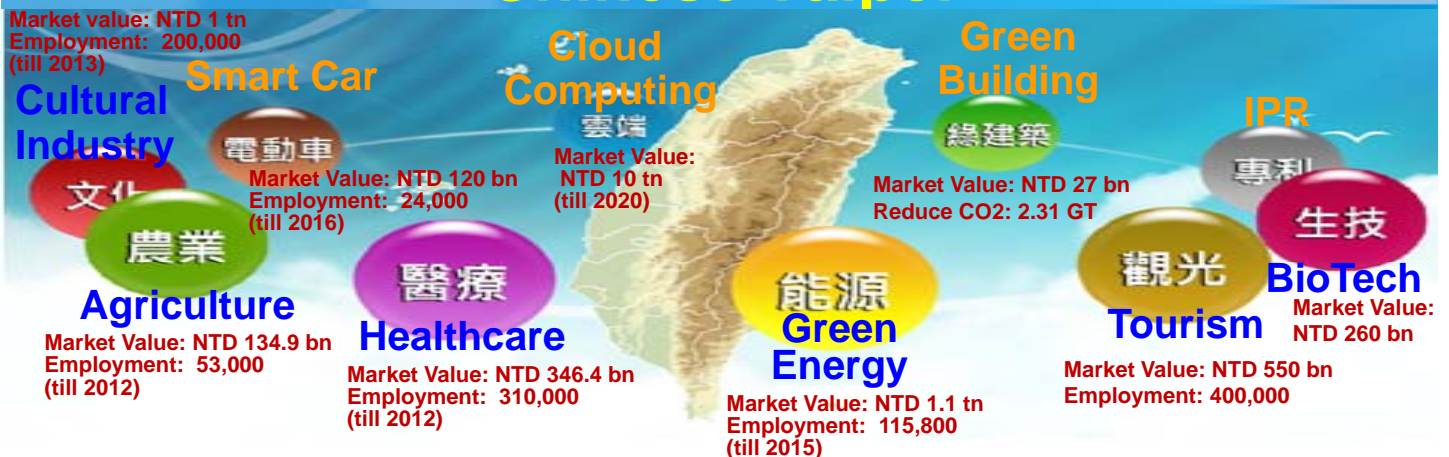 Chinese Taipei
Market value: NTD 1 tn
Employment: 200,000
(till 2013)
Cultural
Industry
文化
Smart Car
電動車
Market Value: NTD 120 bn
Employment: 24,000
(till 2016)
Cloud
Computing
雲端
Market Value:
NTD 10 tn
(till 2020)
Green
Building
綠建築
Market Value: NTD 27 bn
Reduce CO2: 2.31 GT
IPR
專利
生技
BioTech
Market Value:
NTD 260 bn
農業
Agriculture
Market Value: NTD 134.9 bn
Employment: 53,000
(till 2012)
醫療
Healthcare
Market Value: NTD 346.4 bn
Employment: 310,000
(till 2012)
能源
Green
Energy
Market Value: NTD 1.1 tn
Employment: 115,800
(till 2015)
觀光
Tourism
Market Value: NTD 550 bn
Employment: 400,000